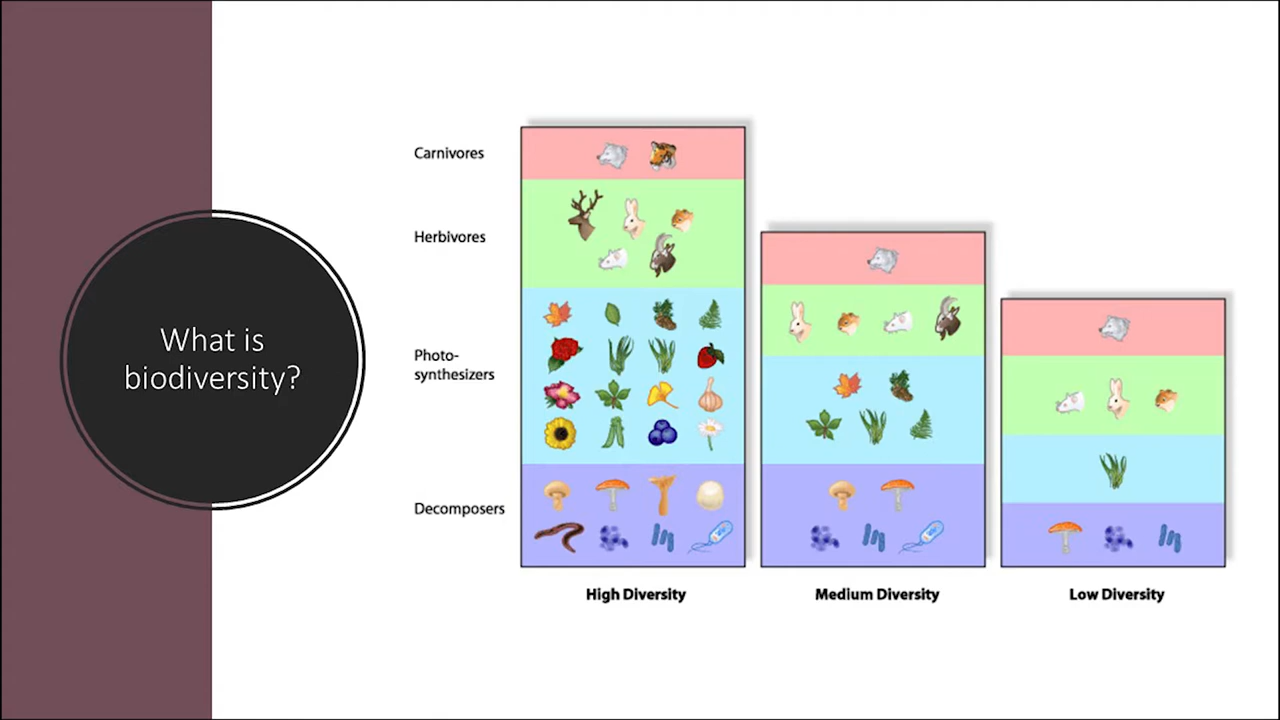 What is
biodiversity?
Carnivores
Herbivores
Photo-
synthesizers
Decomposers
High Diversity
Medium Diversity
Low Diversity